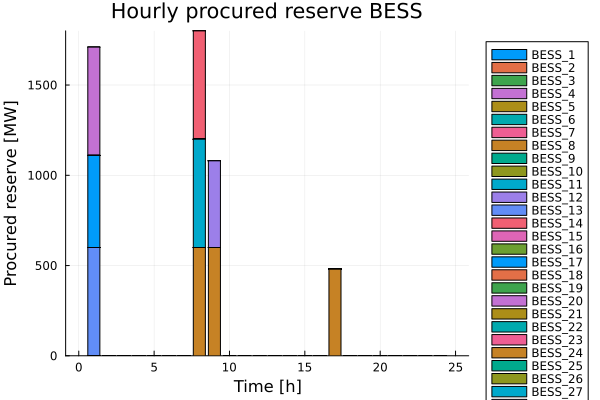 Hourly procured reserve BESS
Procured reserve [MW]
1500
1000
500
0
0 5 10 15 20 25
Time [h]
BESS_1
BESS_2
BESS_3
BESS_4
BESS_5
BESS_6
BESS_7
BESS_8
BESS_9
BESS_10
BESS_11
BESS_12
BESS_13
BESS_14
BESS_15
BESS_16
BESS_17
BESS_18
BESS_19
BESS_20
BESS_21
BESS_22
BESS_23
BESS_24
BESS_25
BESS_26
BESS_27